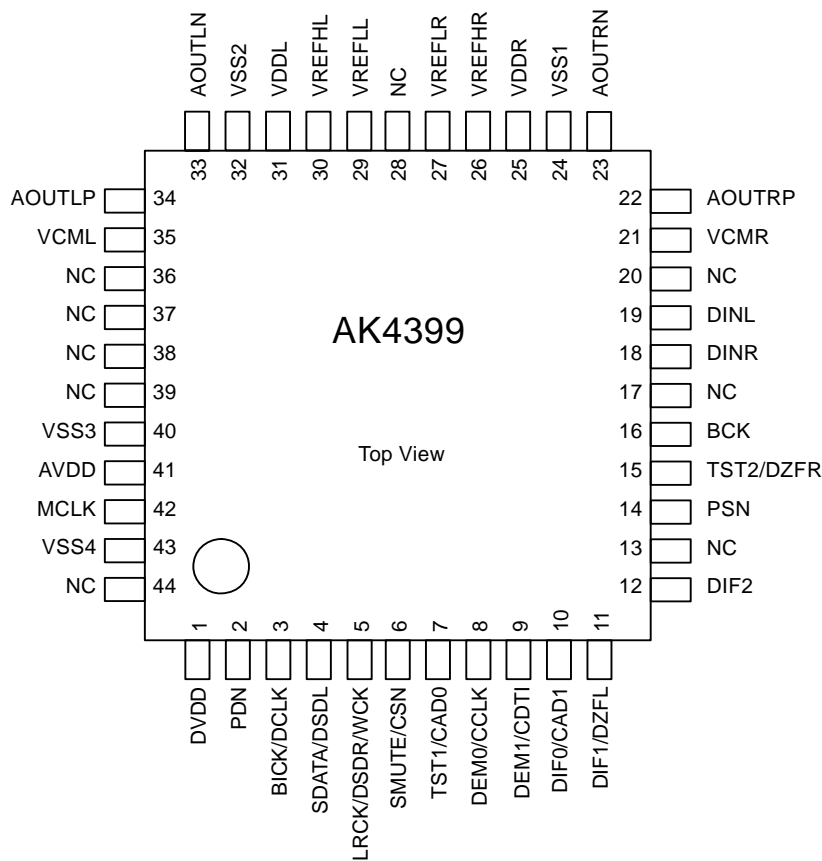 AOUTLN
VSS2
VDDL
VREFHL
VREFLL
NC
VREFLR
VREFHR
VDDR
VSS1
AOUTRN
33
32
31
30
29
28
27
26
25
24
23
AOUTLP 34
VCML 35
NC 36
NC 37
NC 38
NC 39
VSS3 40
AVDD 41
MCLK 42
VSS4 43
NC 44
AK4399
Top View
22 AOUTRP
21 VCMR
20 NC
19 DINL
18 DINR
17 NC
16 BCK
15 TST2/DZFR
14 PSN
13 NC
12 DIF2
1
2
3
4
5
6
7
8
9
10
11
DVDD
PDN
BICK/DCLK
SDATA/DSDL
LRCK/DSDR/WCK
SMUTE/CSN
TST1/CAD0
DEM0/CCLK
DEM1/CDTI
DIF0/CAD1
DIF1/DZFL